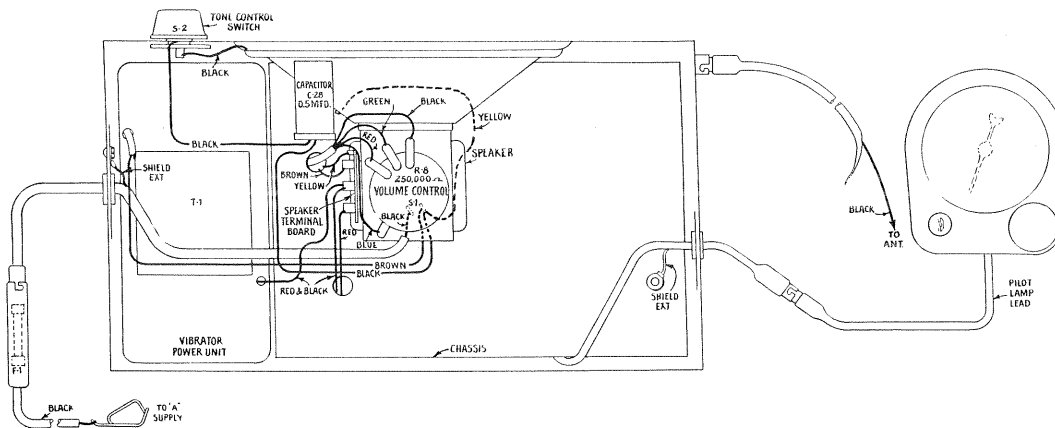 S-2
TONE CONTROL
SWITCH
BLACK
CAPACITOR
C-28
0.5 MFD.
GREEN
BLACK
YELLOW
RED
SPEAKER
BLACK
SHIELD
EXT
T-1
BROWN
YELLOW
R-8
250,000 Ω
VOLUME CONTROL
S-1
BLACK
SPEAKER
TERMINAL
BOARD
RED
BLUE
BROWN
BLACK
RED & BLACK
BLACK
TO
ANT.
SHIELD
EXT
PILOT
LAMP
LEAD
VIBRATOR
POWER UNIT
CHASSIS
F-1
BLACK
TO "A"
SUPPLY